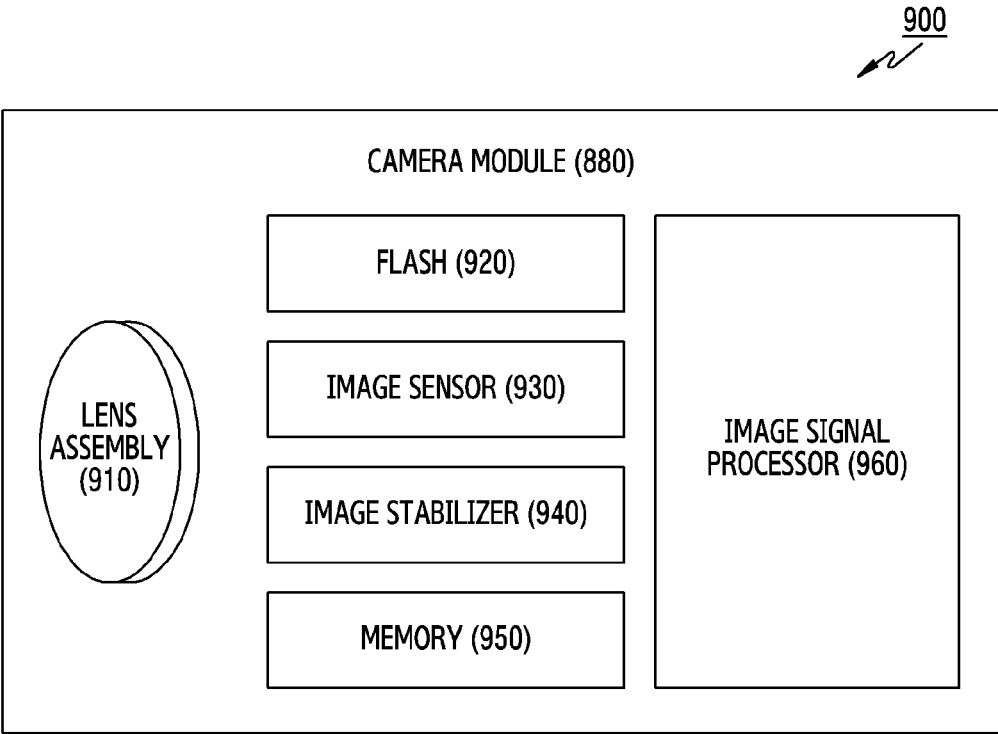 900
CAMERA MODULE (880)
FLASH (920)
IMAGE SENSOR (930)
IMAGE STABILIZER (940)
MEMORY (950)
LENS
ASSEMBLY
(910)
IMAGE SIGNAL
PROCESSOR (960)